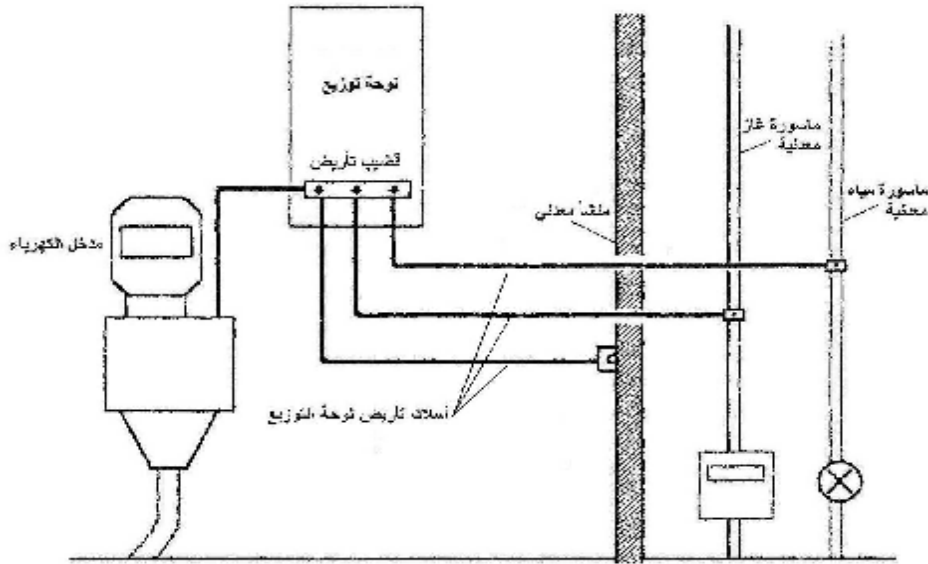 لوحة توزيع
قضيب تأريض
مدخل الكهرباء
منشأ معدني
ماسورة غاز
معدنية
ماسورة مياه
معدنية
أسلاك تأريض لوحة التوزيع